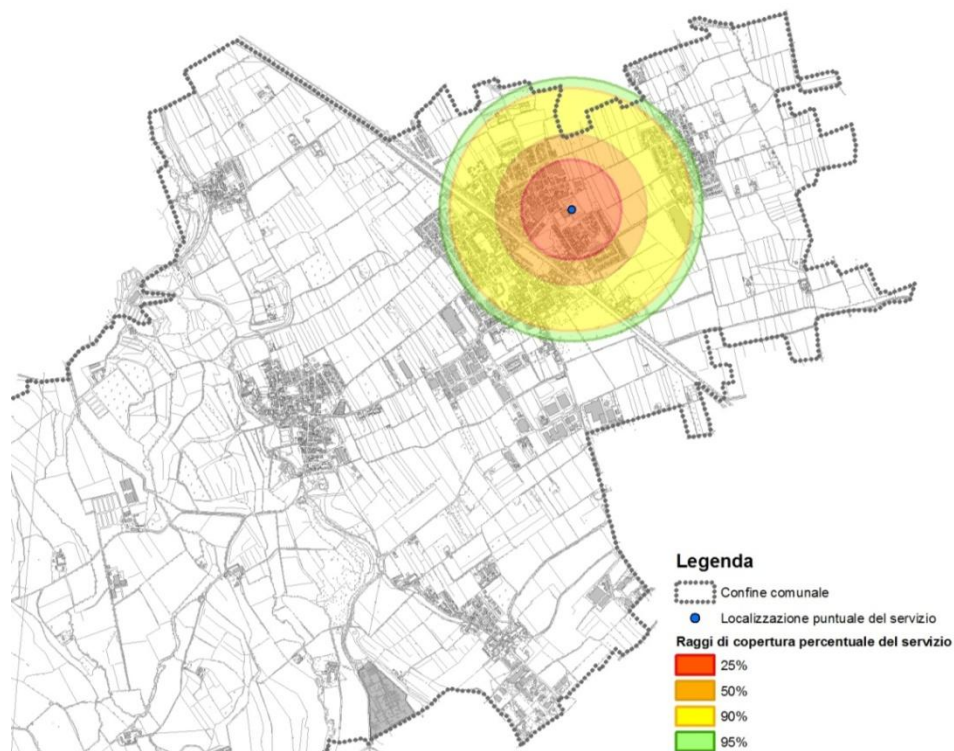 Legenda
Confine comunale
Localizzazione puntuale del servizio
Raggi di copertura percentuale del servizio
25%
50%
90%
95%